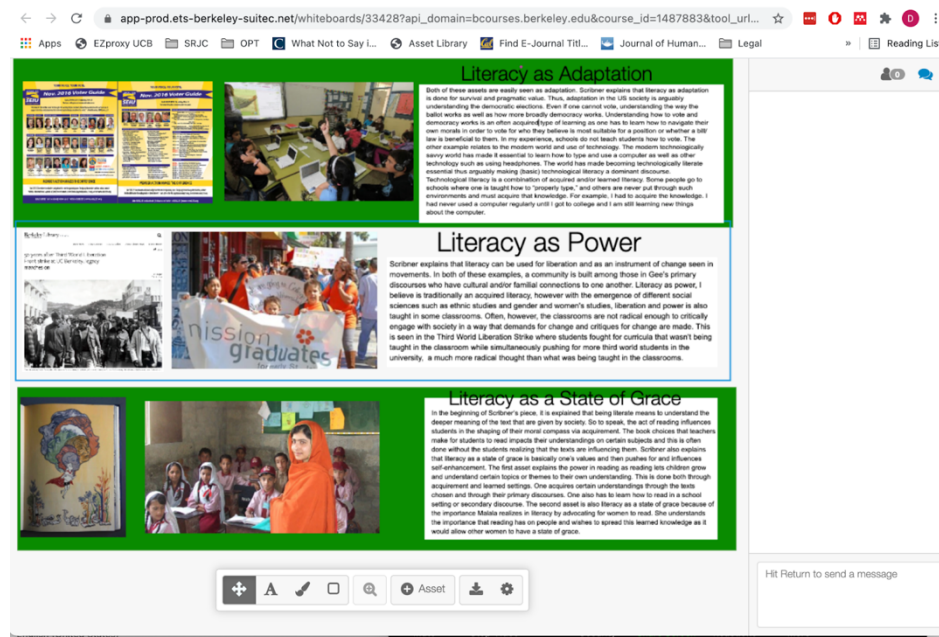 app-prod.ets-berkeley-suitec.net/whiteboards/33428?api_domain=bcourses.berkeley.edu&course_id=1487883&tool_url...
D
Apps
EZproxy UCB
SRJC
OPT
What Not to Say i...
Asset Library
Find E-Journal Titl...
Journal of Human...
Legal
»
Reading List
Literacy as Adaptation
Nov. 2018 Voter Guide
Nov. 2018 Voter Guide
Both of these assets are easily seen as adaptation. Scribner explains that literacy as adaptation
is done for survival and pragmatic value. Thus, adaptation in the US society is arguably
understanding the democratic elections. Even if one cannot vote, understanding the way the
ballot works as well as how more broadly democracy works. Understanding how to vote and
democracy works is an often acquired type of learning as one has to learn how to navigate their
own morals in order to vote for who they believe is most suitable for a position or whether a bill/
law is beneficial to them. In my experience, schools do not teach students how to vote. The
other example relates to the modern world and use of technology. The modern technologically
savvy world has made it essential to learn how to type and use a computer as well as other
technology such as using headphones. The world has made becoming technologically literate
essential thus arguably making (basic) technological literacy a dominant discourse.
Technological literacy is a combination of acquired and/or learned literacy. Some people go to
schools where one is taught how to “properly type,” and others are never put through such
environments and must acquire that knowledge. For example, I had to acquire the knowledge. I
had never used a computer regularly until I got to college and I am still learning new things
about the computer.
Literacy as Power
Berkeley Library
mission
graduates
Scribner explains that literacy can be used for liberation and as an instrument of change seen in
movements. In both of these examples, a community is built among those in Gee's primary
discourses who have cultural and/or familial connections to one another. Literacy as power, I
believe is traditionally an acquired literacy, however with the emergence of different social
sciences such as ethnic studies and gender and women's studies, liberation and power is also
taught in some classrooms. Often, however, the classrooms are not radical enough to critically
engage with society in a way that demands for change and critiques for change are made. This
is seen in the Third World Liberation Strike where students fought for curricula that wasn't being
taught in the classroom while simultaneously pushing for more third world students in the
university, a much more radical thought than what was being taught in the classrooms.
Literacy as a State of Grace
In the beginning of Scribner's piece, it is explained that being literate means to understand the
deeper meaning of the text that are given by society. So to speak, the act of reading influences
students in the shaping of their moral compass via acquirement. The book choices that teachers
make for students to read impacts their understandings on certain subjects and this is often
done without the students realizing that the texts are influencing them. Scribner also explains
that literacy as a state of grace is basically one's values and then pushes for and influences
self-enhancement. The first asset explains the power in reading as reading lets children grow
and understand certain topics or themes to their own understanding. This is done both through
acquirement and learned settings. One acquires certain understandings through the texts
chosen and through their primary discourses. One also has to learn how to read in a school
setting or secondary discourse. The second asset is also literacy as a state of grace because of
the importance Malala realizes in literacy by advocating for women to read. She understands
the importance that reading has on people and wishes to spread this learned knowledge as it
would allow other women to have a state of grace.
A
Asset
0
Hit Return to send a message